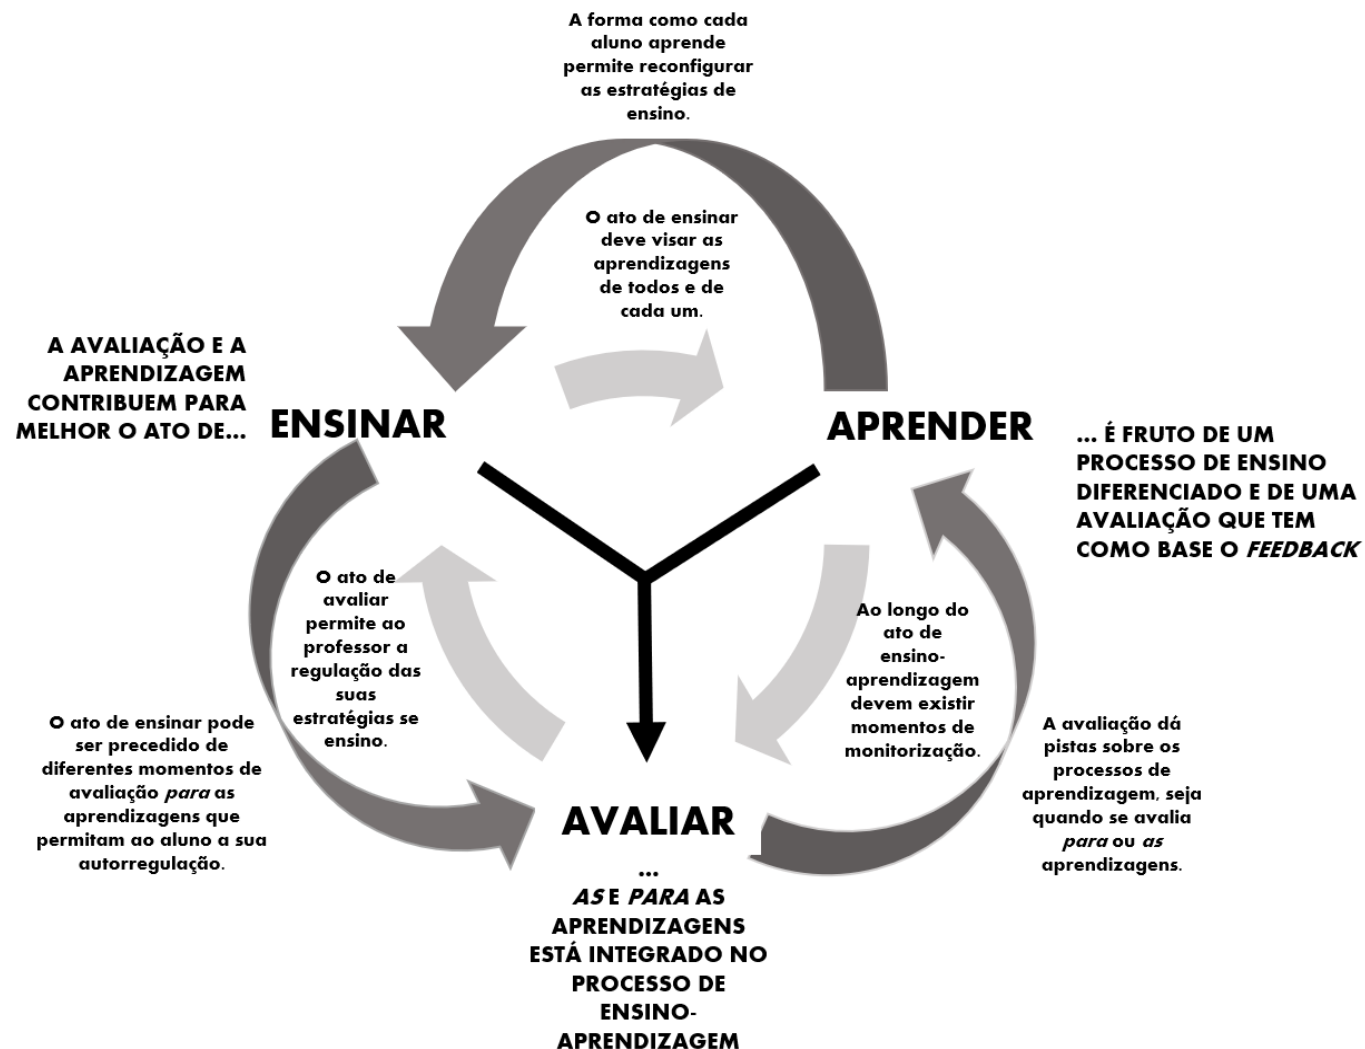 A forma como cada
aluno aprende
permite reconfigurar
as estratégias de
ensino.
O ato de ensinar
deve visar as
aprendizagens
de todos e de
cada um.
A AVALIAÇÃO E A
APRENDIZAGEM
CONTRIBUEM PARA
MELHOR O ATO DE...
ENSINAR
APRENDER
... É FRUTO DE UM
PROCESSO DE ENSINO
DIFERENCIADO E DE UMA
AVALIAÇÃO QUE TEM
COMO BASE O FEEDBACK
O ato de
avaliar
permite ao
professor a
regulação das
suas
estratégias se
ensino.
Ao longo do
ato de
ensino-
aprendizagem
devem existir
momentos de
monitorização.
O ato de ensinar pode
ser precedido de
diferentes momentos de
avaliação para as
aprendizagens que
permitam ao aluno a sua
autorregulação.
A avaliação dá
pistas sobre os
processos de
aprendizagem, seja
quando se avalia
para ou as
aprendizagens.
AVALIAR
...
AS E PARA AS
APRENDIZAGENS
ESTÁ INTEGRADO NO
PROCESSO DE
ENSINO-
APRENDIZAGEM